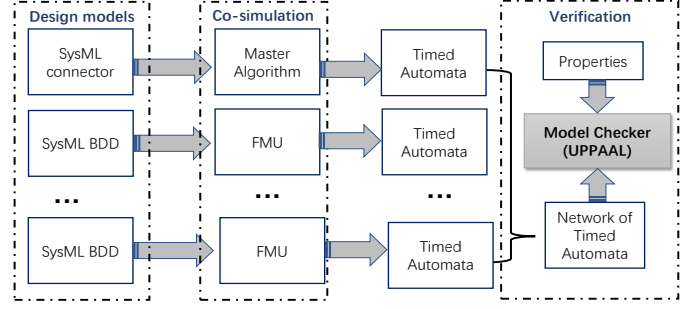 Design models
Co-simulation
Verification
SysML
connector
Master
Algorithm
Timed
Automata
Properties
SysML BDD
FMU
Timed
Automata
Model Checker
(UPPAAL)
...
...
...
SysML BDD
FMU
Timed
Automata
Network of
Timed
Automata